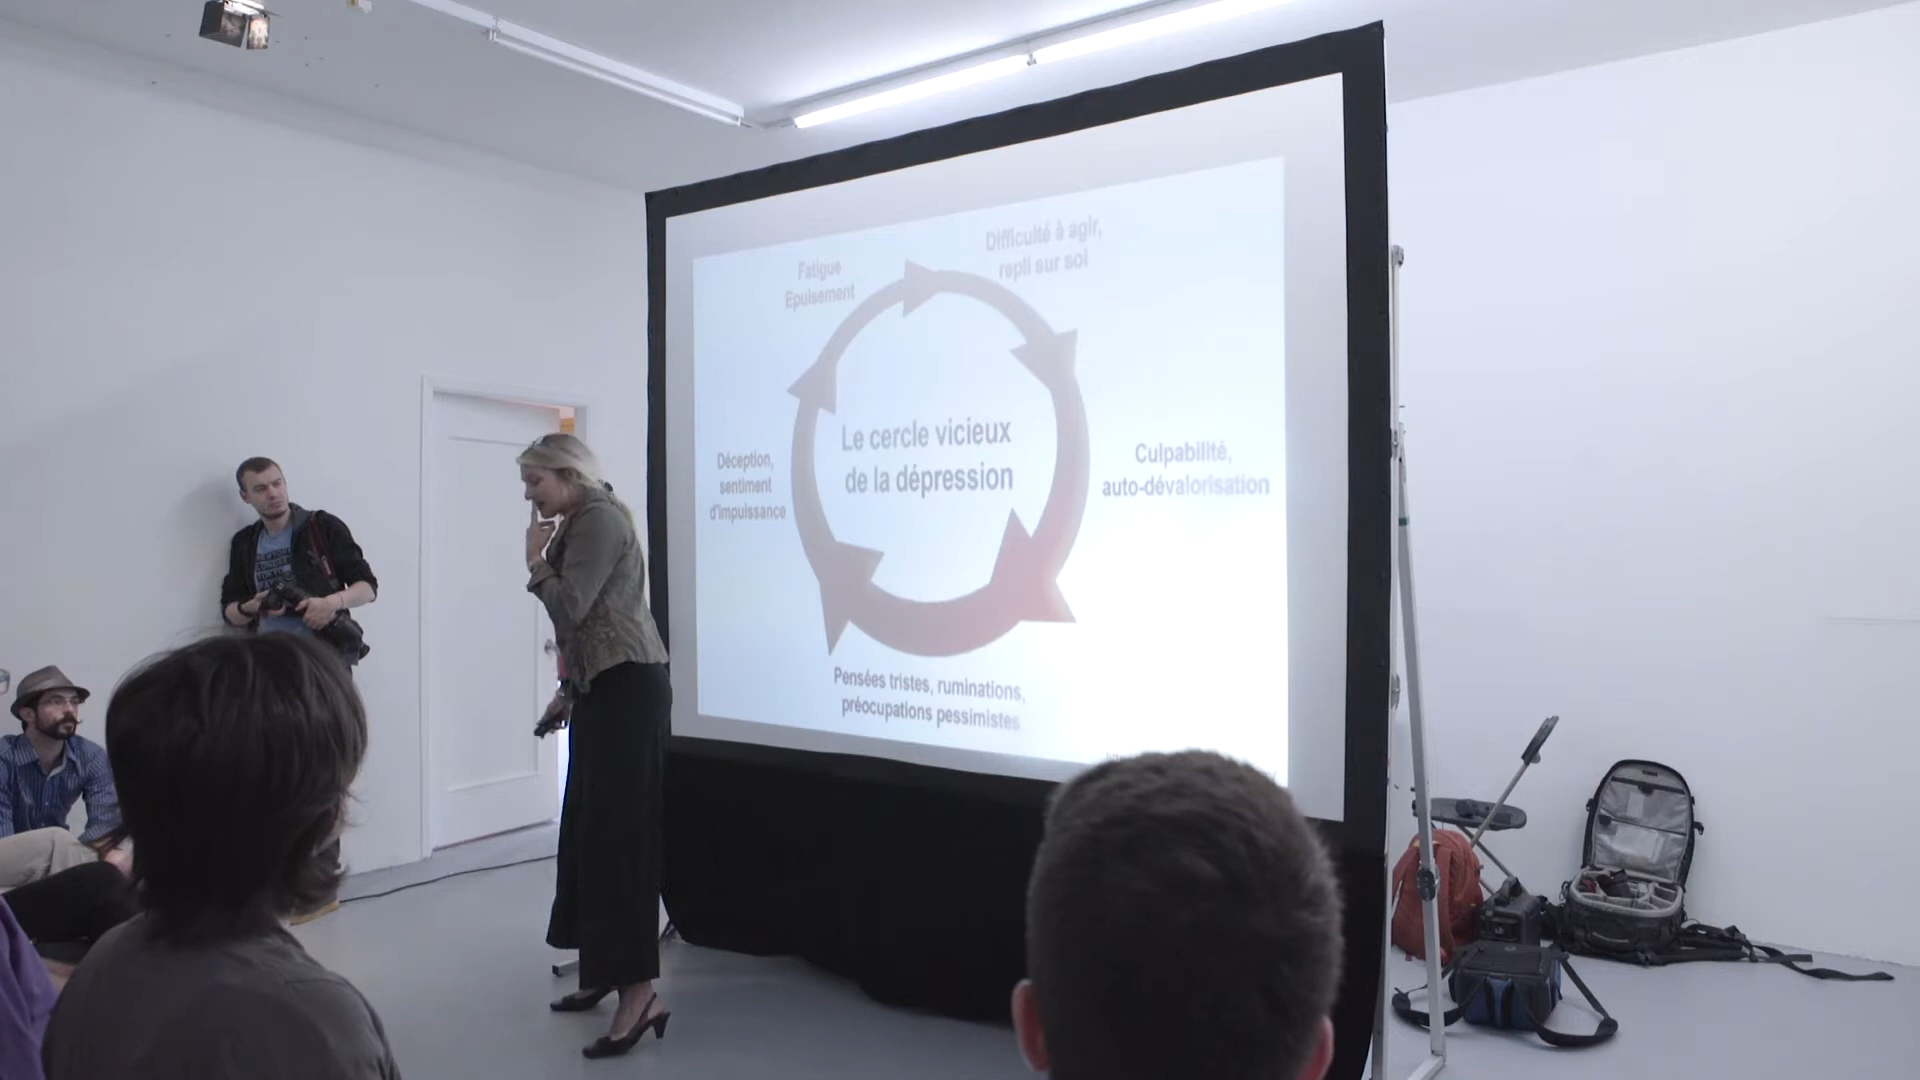 Difficulté à agir,
repli sur soi
Fatigue
Epuisement
Le cercle vicieux
de la dépression
Déception,
sentiment
d'impuissance
Culpabilité,
auto-dévalorisation
Pensées tristes, ruminations,
préoccupations pessimistes